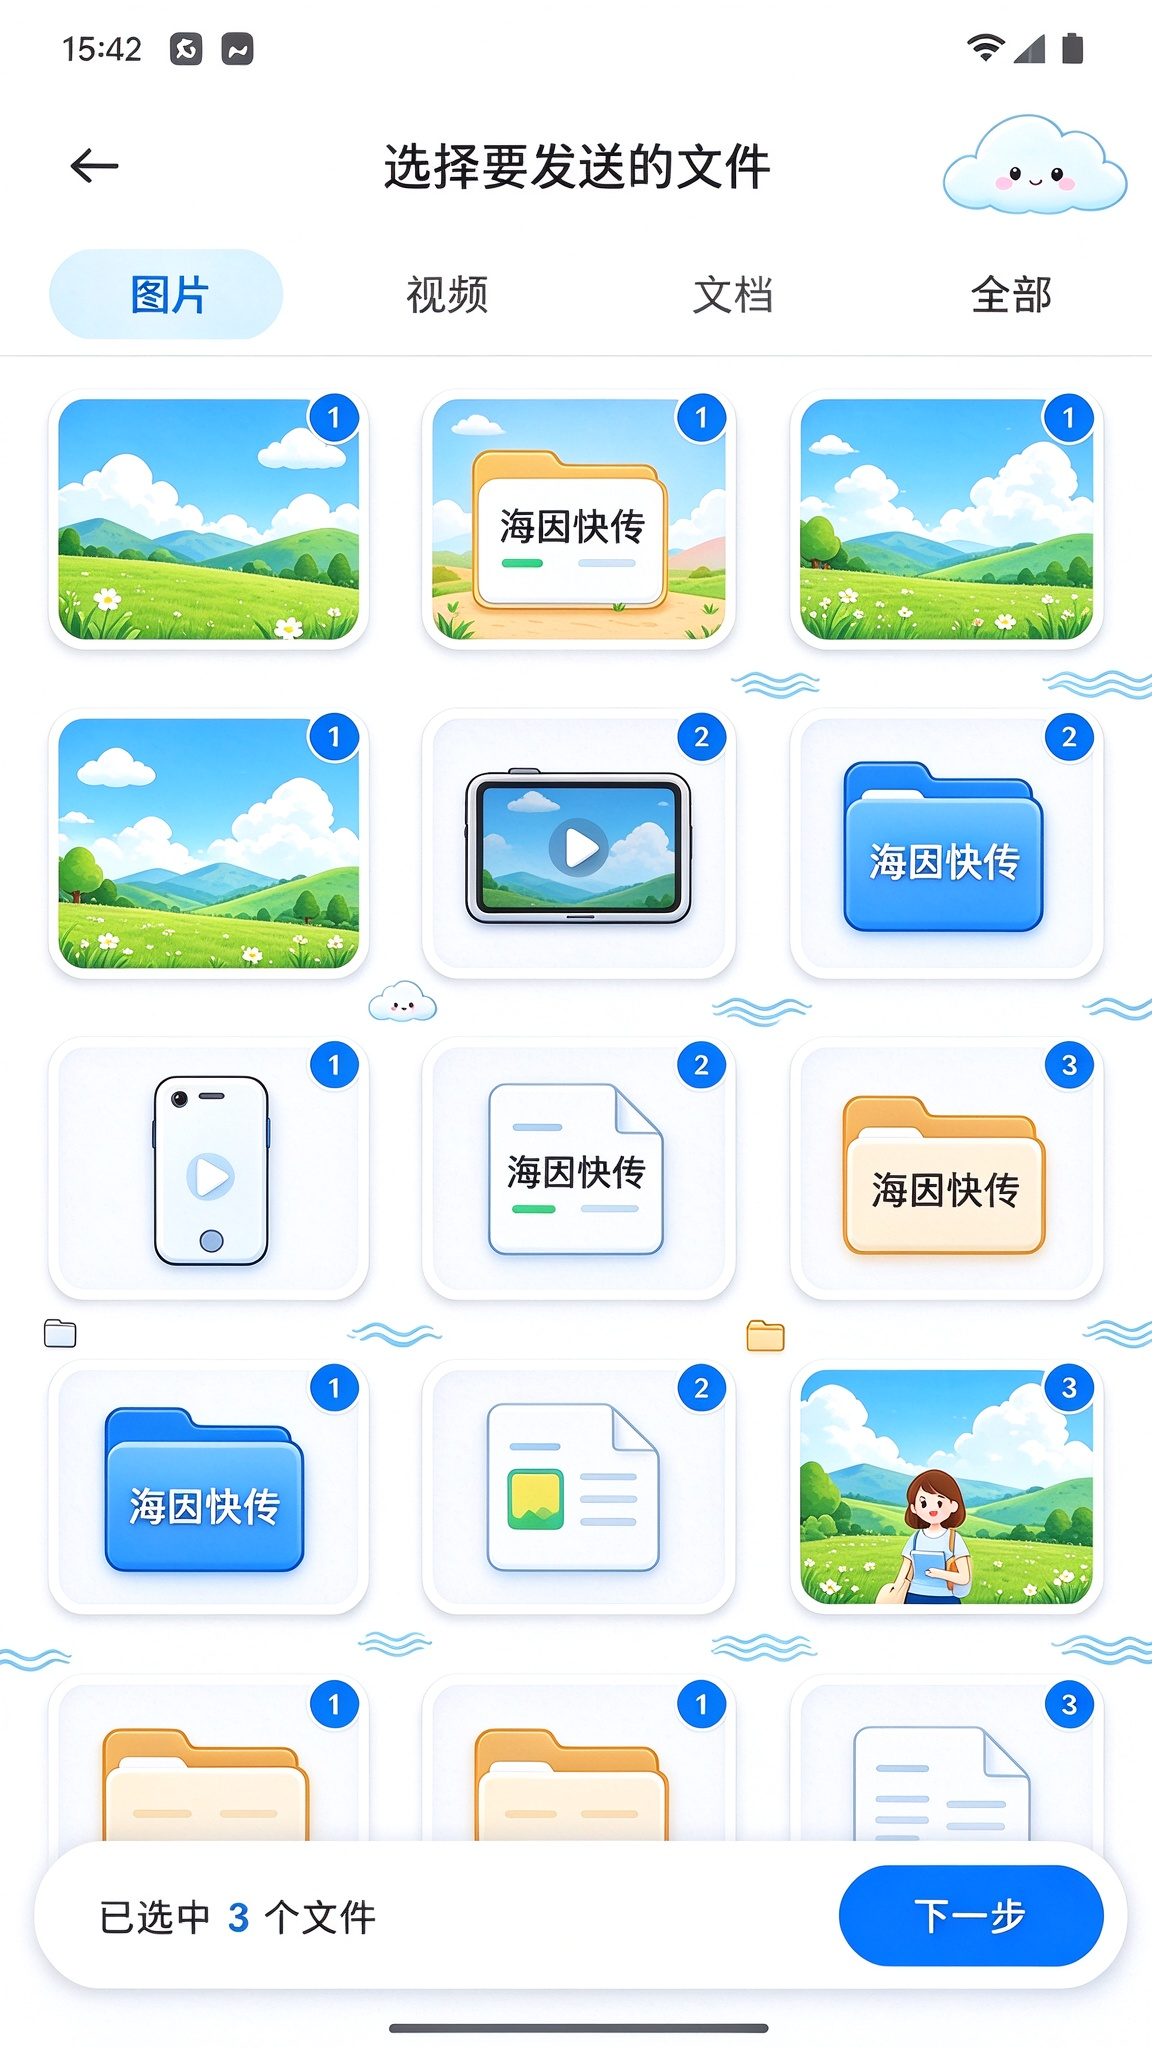 15:42
选择要发送的文件
图片 视频 文档 全部
1 1 1
海因快传
1 2 2
海因快传
1 2 3
海因快传 海因快传
1 2 3
海因快传
1 1 3
已选中 3 个文件 下一步